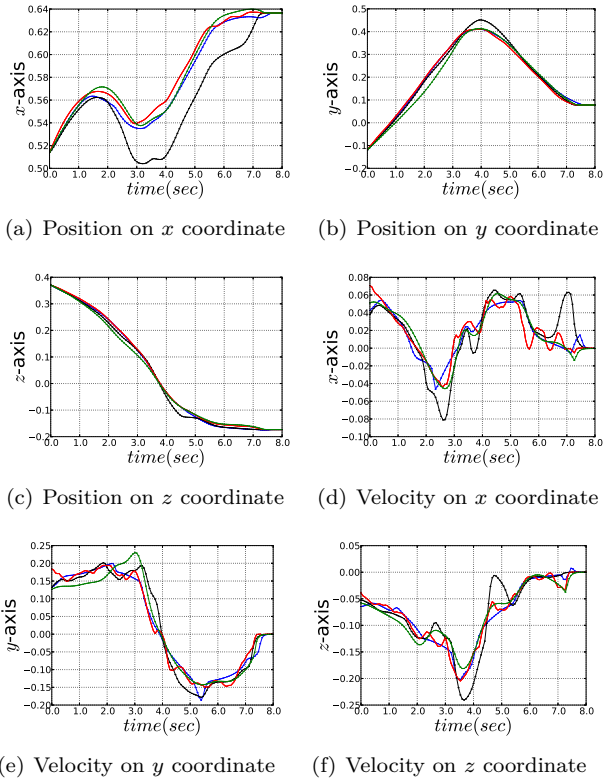 0.64
0.62
0.60
0.58
0.56
0.54
0.52
0.50
x-axis
0.0 1.0 2.0 3.0 4.0 5.0 6.0 7.0 8.0
time(sec)
(a) Position on x coordinate
0.5
0.4
0.3
0.2
0.1
0.0
−0.1
−0.2
y-axis
0.0 1.0 2.0 3.0 4.0 5.0 6.0 7.0 8.0
time(sec)
(b) Position on y coordinate
0.4
0.3
0.2
0.1
0.0
−0.1
−0.2
z-axis
0.0 1.0 2.0 3.0 4.0 5.0 6.0 7.0 8.0
time(sec)
(c) Position on z coordinate
0.08
0.06
0.04
0.02
0.00
−0.02
−0.04
−0.06
−0.08
−0.10
x-axis
0.0 1.0 2.0 3.0 4.0 5.0 6.0 7.0 8.0
time(sec)
(d) Velocity on x coordinate
0.25
0.20
0.15
0.10
0.05
0.00
−0.05
−0.10
−0.15
−0.20
y-axis
0.0 1.0 2.0 3.0 4.0 5.0 6.0 7.0 8.0
time(sec)
(e) Velocity on y coordinate
0.05
0.00
−0.05
−0.10
−0.15
−0.20
−0.25
z-axis
0.0 1.0 2.0 3.0 4.0 5.0 6.0 7.0 8.0
time(sec)
(f) Velocity on z coordinate